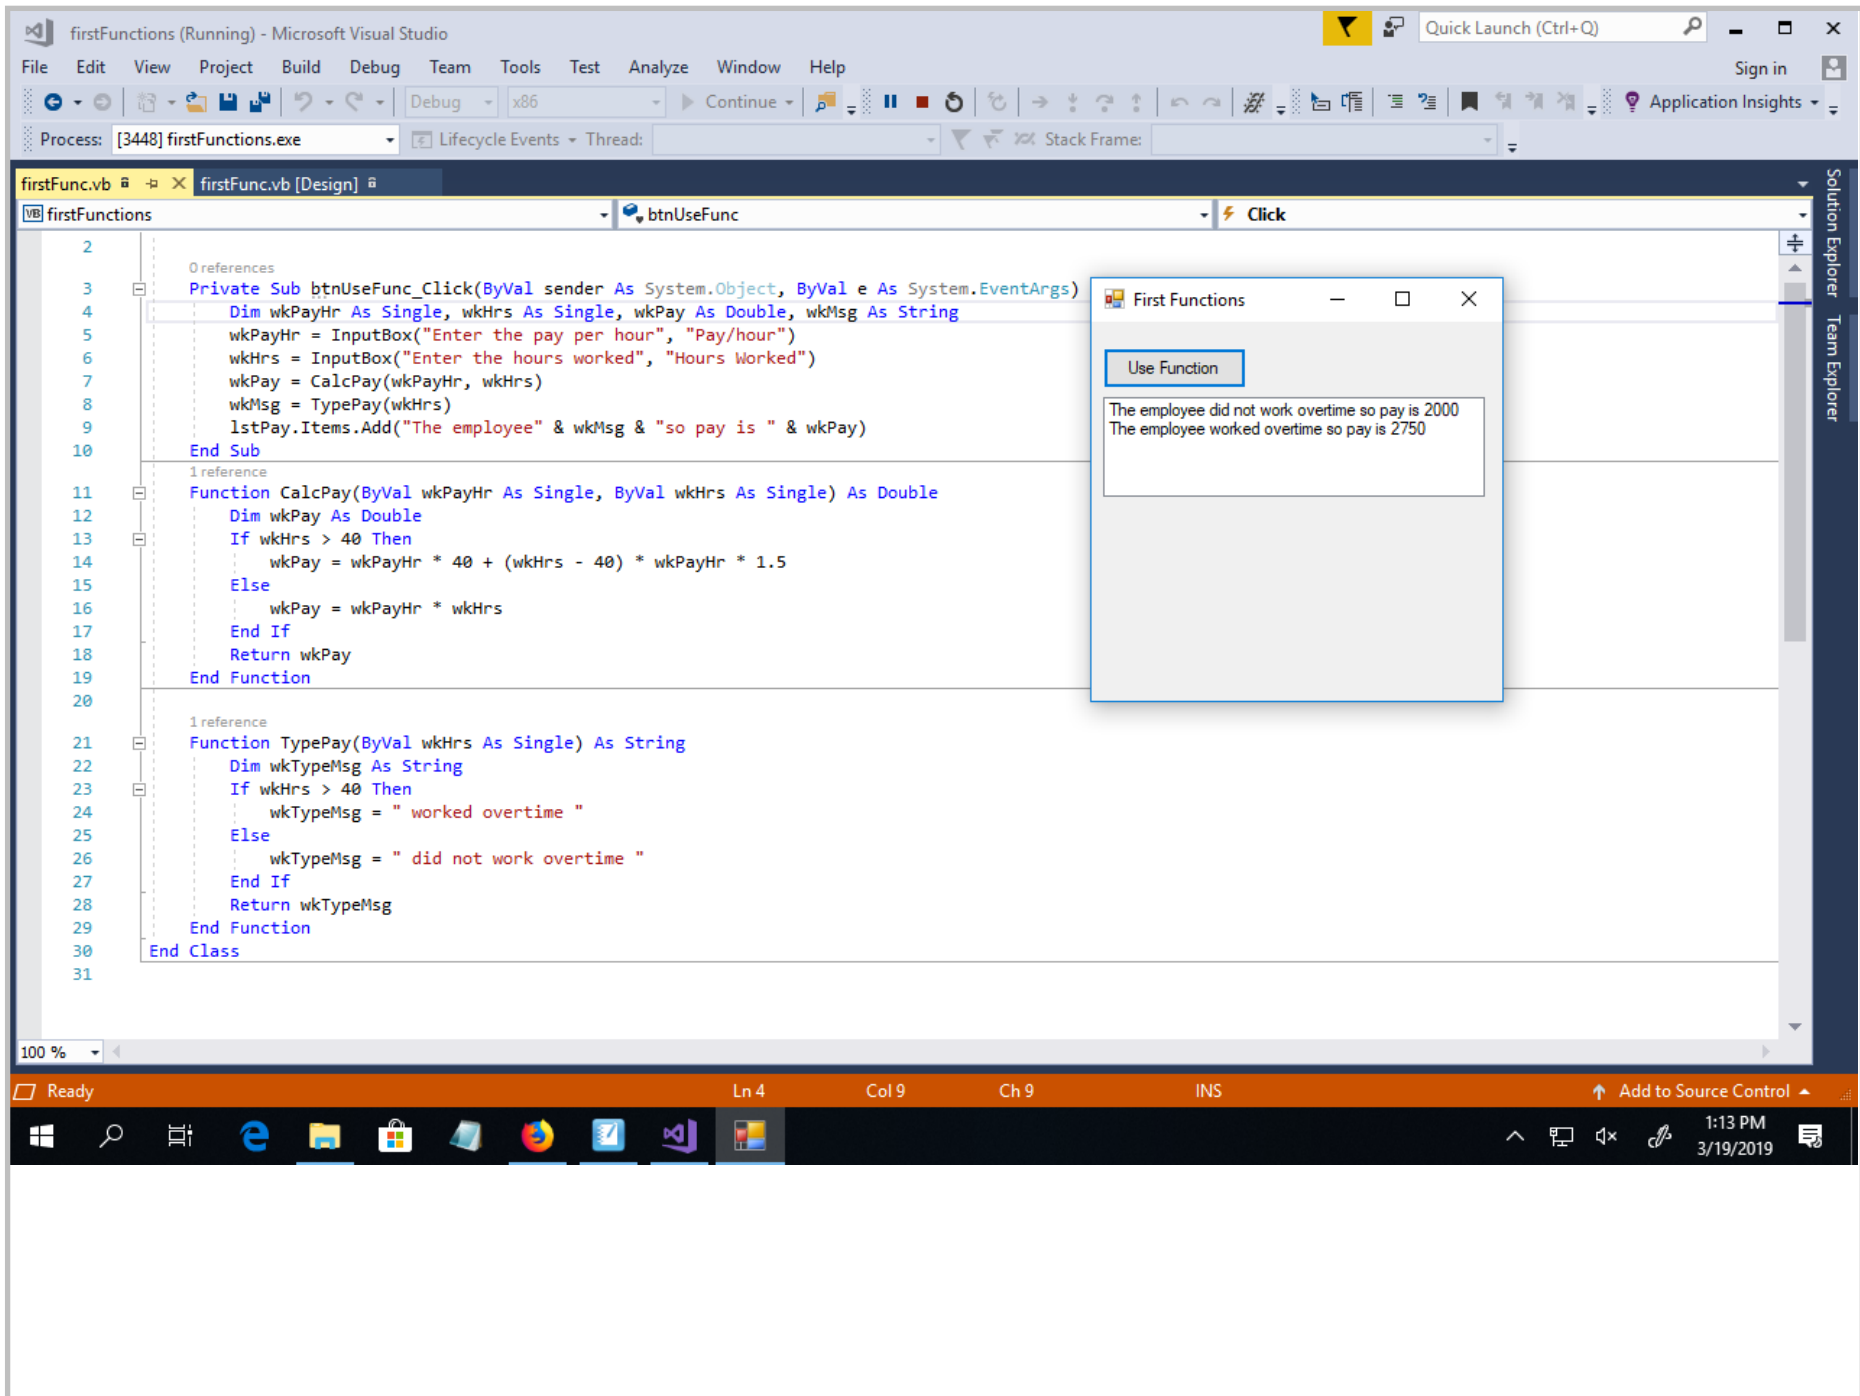 firstFunctions (Running) - Microsoft Visual Studio
Quick Launch (Ctrl+Q)
File Edit View Project Build Debug Team Tools Test Analyze Window Help
Sign in
Debug x86 Continue Application Insights
Process: [3448] firstFunctions.exe Lifecycle Events Thread: Stack Frame:
firstFunc.vb firstFunc.vb [Design]
VB firstFunctions btnUseFunc Click
Solution Explorer
Team Explorer
2
0 references
3 Private Sub btnUseFunc_Click(ByVal sender As System.Object, ByVal e As System.EventArgs)
4 Dim wkPayHr As Single, wkHrs As Single, wkPay As Double, wkMsg As String
5 wkPayHr = InputBox("Enter the pay per hour", "Pay/hour")
6 wkHrs = InputBox("Enter the hours worked", "Hours Worked")
7 wkPay = CalcPay(wkPayHr, wkHrs)
8 wkMsg = TypePay(wkHrs)
9 lstPay.Items.Add("The employee" & wkMsg & "so pay is " & wkPay)
10 End Sub
1 reference
11 Function CalcPay(ByVal wkPayHr As Single, ByVal wkHrs As Single) As Double
12 Dim wkPay As Double
13 If wkHrs > 40 Then
14 wkPay = wkPayHr * 40 + (wkHrs - 40) * wkPayHr * 1.5
15 Else
16 wkPay = wkPayHr * wkHrs
17 End If
18 Return wkPay
19 End Function
20
1 reference
21 Function TypePay(ByVal wkHrs As Single) As String
22 Dim wkTypeMsg As String
23 If wkHrs > 40 Then
24 wkTypeMsg = " worked overtime "
25 Else
26 wkTypeMsg = " did not work overtime "
27 End If
28 Return wkTypeMsg
29 End Function
30 End Class
31
First Functions
Use Function
The employee did not work overtime so pay is 2000
The employee worked overtime so pay is 2750
100 %
Ready Ln 4 Col 9 Ch 9 INS Add to Source Control
1:13 PM
3/19/2019